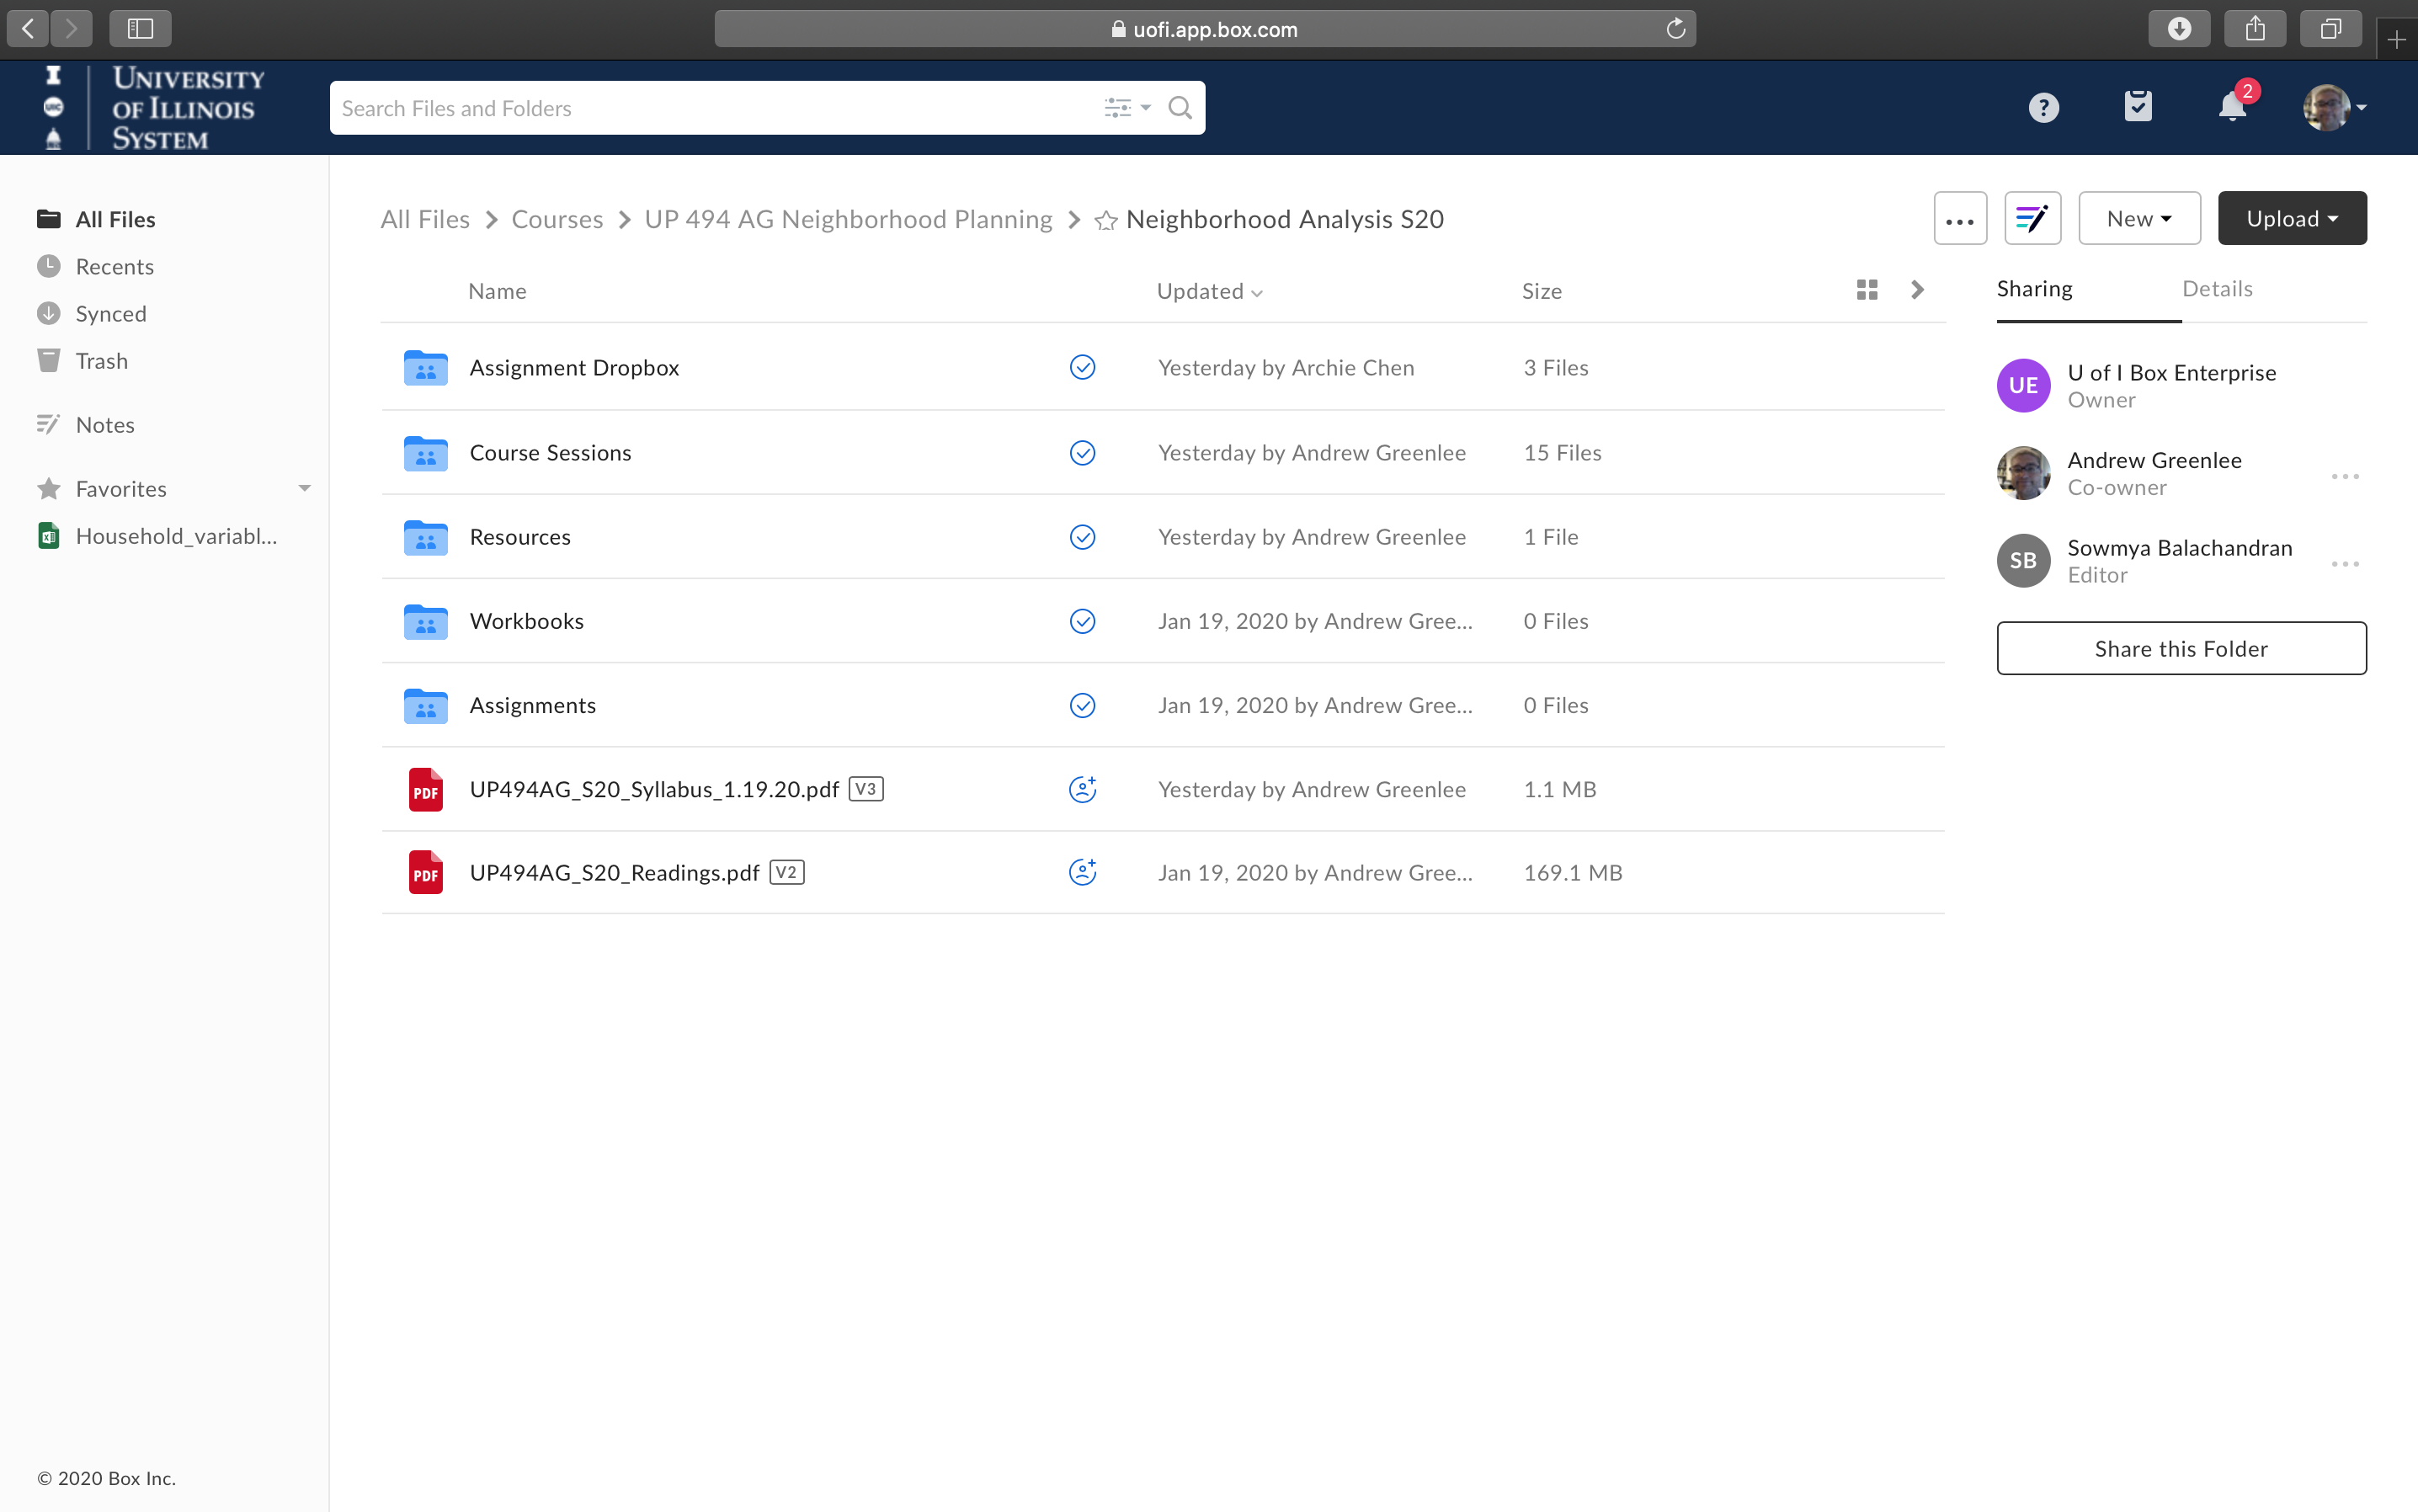 uofi.app.box.com
UNIVERSITY
OF ILLINOIS
SYSTEM
Search Files and Folders
?
2
All Files
Recents
Synced
Trash
Notes
Favorites
Household_variabl...
© 2020 Box Inc.
All Files > Courses > UP 494 AG Neighborhood Planning > Neighborhood Analysis S20
... New Upload
Name Updated Size
Assignment Dropbox Yesterday by Archie Chen 3 Files
Course Sessions Yesterday by Andrew Greenlee 15 Files
Resources Yesterday by Andrew Greenlee 1 File
Workbooks Jan 19, 2020 by Andrew Gree... 0 Files
Assignments Jan 19, 2020 by Andrew Gree... 0 Files
PDF UP494AG_S20_Syllabus_1.19.20.pdf V3 Yesterday by Andrew Greenlee 1.1 MB
PDF UP494AG_S20_Readings.pdf V2 Jan 19, 2020 by Andrew Gree... 169.1 MB
Sharing Details
UE U of I Box Enterprise
Owner
Andrew Greenlee
Co-owner
SB Sowmya Balachandran
Editor
Share this Folder